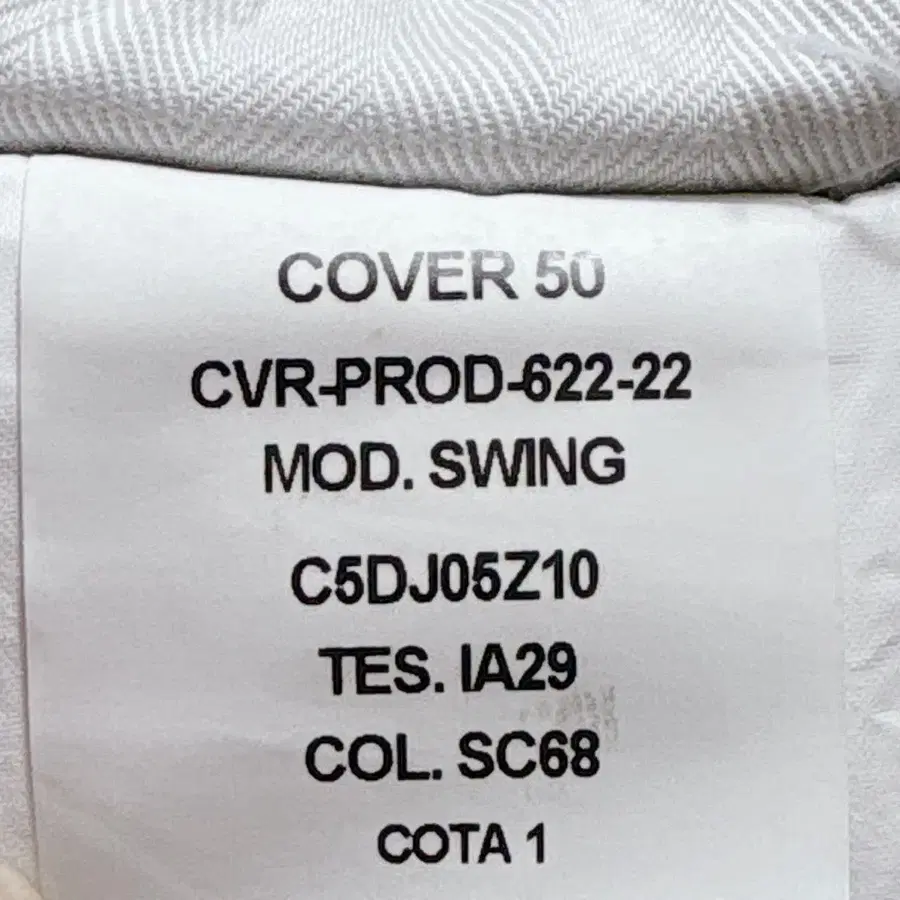 COVER 50
CVR-PROD-622-22
MOD. SWING
C5DJ05Z10
TES. IA29
COL. SC68
COTA 1